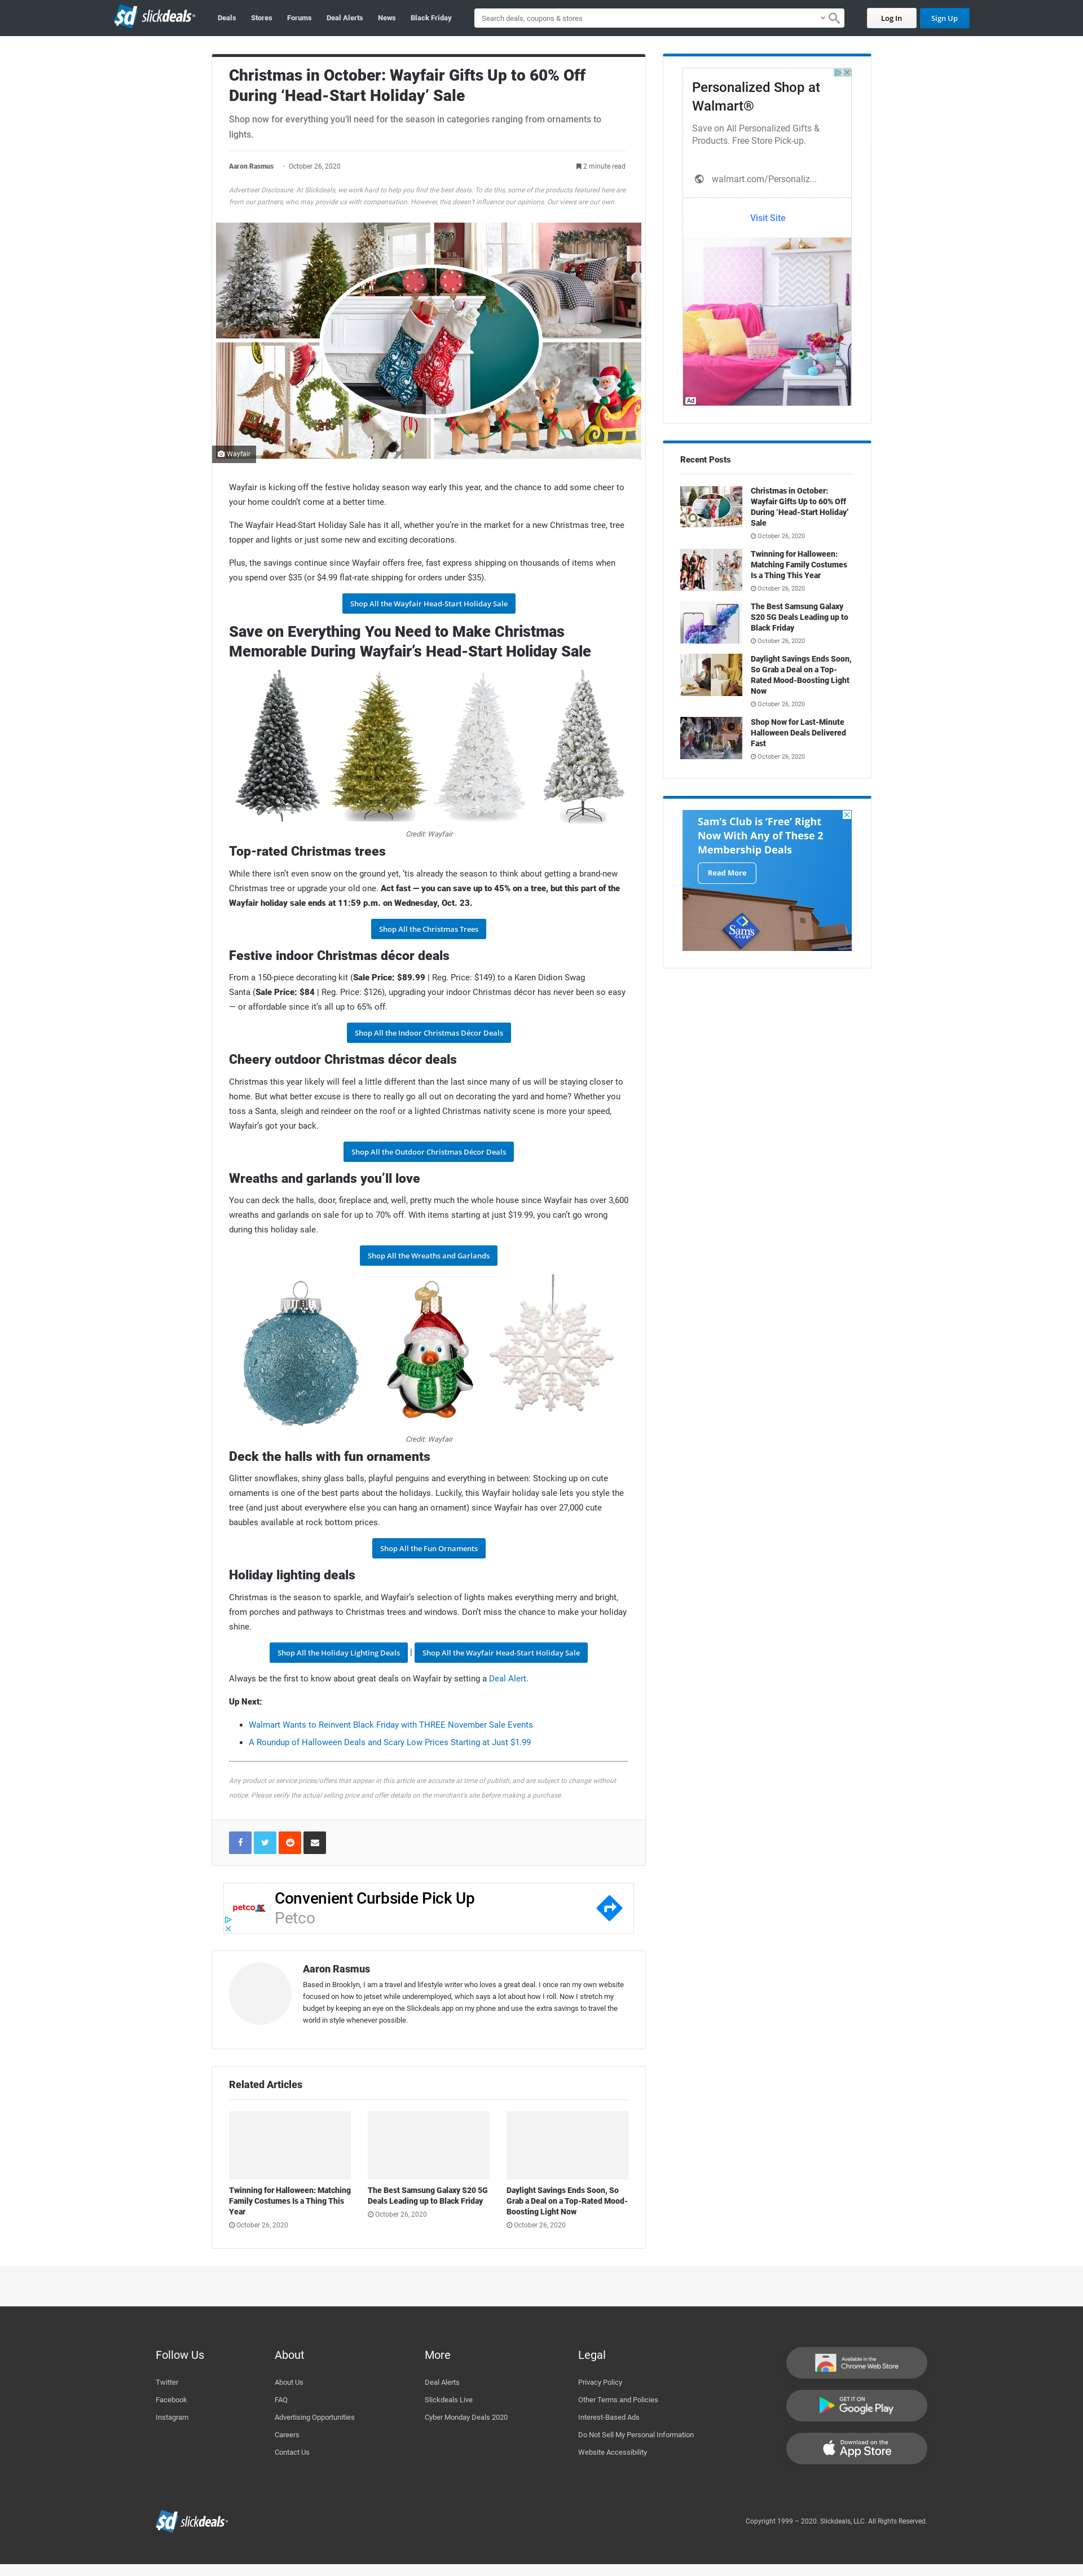 sd slickdeals
Deals
Stores
Forums
Deal Alerts
News
Black Friday
Search deals, coupons & stores
Log In
Sign Up
Christmas in October: Wayfair Gifts Up to 60% Off
During ‘Head-Start Holiday’ Sale
Shop now for everything you’ll need for the season in categories ranging from ornaments to
lights.
Aaron Rasmus · October 26, 2020
2 minute read
Advertiser Disclosure: At Slickdeals, we work hard to help you find the best deals. To do this, some of the products featured here are
from our partners, who may provide us with compensation. However, this doesn’t influence our opinions. Our views are our own.
Wayfair
Wayfair is kicking off the festive holiday season way early this year, and the chance to add some cheer to
your home couldn’t come at a better time.
The Wayfair Head-Start Holiday Sale has it all, whether you’re in the market for a new Christmas tree, tree
topper and lights or just some new and exciting decorations.
Plus, the savings continue since Wayfair offers free, fast express shipping on thousands of items when
you spend over $35 (or $4.99 flat-rate shipping for orders under $35).
Shop All the Wayfair Head-Start Holiday Sale
Save on Everything You Need to Make Christmas
Memorable During Wayfair’s Head-Start Holiday Sale
Credit: Wayfair
Top-rated Christmas trees
While there isn’t even snow on the ground yet, ’tis already the season to think about getting a brand-new
Christmas tree or upgrade your old one. Act fast — you can save up to 45% on a tree, but this part of the
Wayfair holiday sale ends at 11:59 p.m. on Wednesday, Oct. 23.
Shop All the Christmas Trees
Festive indoor Christmas décor deals
From a 150-piece decorating kit (Sale Price: $89.99 | Reg. Price: $149) to a Karen Didion Swag
Santa (Sale Price: $84 | Reg. Price: $126), upgrading your indoor Christmas décor has never been so easy
— or affordable since it’s all up to 65% off.
Shop All the Indoor Christmas Décor Deals
Cheery outdoor Christmas décor deals
Christmas this year likely will feel a little different than the last since many of us will be staying closer to
home. But what better excuse is there to really go all out on decorating the yard and home? Whether you
toss a Santa, sleigh and reindeer on the roof or a lighted Christmas nativity scene is more your speed,
Wayfair’s got your back.
Shop All the Outdoor Christmas Décor Deals
Wreaths and garlands you’ll love
You can deck the halls, door, fireplace and, well, pretty much the whole house since Wayfair has over 3,600
wreaths and garlands on sale for up to 70% off. With items starting at just $19.99, you can’t go wrong
during this holiday sale.
Shop All the Wreaths and Garlands
Credit: Wayfair
Deck the halls with fun ornaments
Glitter snowflakes, shiny glass balls, playful penguins and everything in between: Stocking up on cute
ornaments is one of the best parts about the holidays. Luckily, this Wayfair holiday sale lets you style the
tree (and just about everywhere else you can hang an ornament) since Wayfair has over 27,000 cute
baubles available at rock bottom prices.
Shop All the Fun Ornaments
Holiday lighting deals
Christmas is the season to sparkle, and Wayfair’s selection of lights makes everything merry and bright,
from porches and pathways to Christmas trees and windows. Don’t miss the chance to make your holiday
shine.
Shop All the Holiday Lighting Deals | Shop All the Wayfair Head-Start Holiday Sale
Always be the first to know about great deals on Wayfair by setting a Deal Alert.
Up Next:
Walmart Wants to Reinvent Black Friday with THREE November Sale Events
A Roundup of Halloween Deals and Scary Low Prices Starting at Just $1.99
Any product or service prices/offers that appear in this article are accurate at time of publish, and are subject to change without
notice. Please verify the actual selling price and offer details on the merchant's site before making a purchase.
petco
Convenient Curbside Pick Up
Petco
Aaron Rasmus
Based in Brooklyn, I am a travel and lifestyle writer who loves a great deal. I once ran my own website
focused on how to jetset while underemployed, which says a lot about how I roll. Now I stretch my
budget by keeping an eye on the Slickdeals app on my phone and use the extra savings to travel the
world in style whenever possible.
Related Articles
Twinning for Halloween: Matching
Family Costumes Is a Thing This
Year
October 26, 2020
The Best Samsung Galaxy S20 5G
Deals Leading up to Black Friday
October 26, 2020
Daylight Savings Ends Soon, So
Grab a Deal on a Top-Rated Mood-
Boosting Light Now
October 26, 2020
Personalized Shop at
Walmart®
Save on All Personalized Gifts &
Products. Free Store Pick-up.
walmart.com/Personaliz...
Visit Site
Ad
Recent Posts
Christmas in October:
Wayfair Gifts Up to 60% Off
During ‘Head-Start Holiday’
Sale
October 26, 2020
Twinning for Halloween:
Matching Family Costumes
Is a Thing This Year
October 26, 2020
The Best Samsung Galaxy
S20 5G Deals Leading up to
Black Friday
October 26, 2020
Daylight Savings Ends Soon,
So Grab a Deal on a Top-
Rated Mood-Boosting Light
Now
October 26, 2020
Shop Now for Last-Minute
Halloween Deals Delivered
Fast
October 26, 2020
Sam’s Club is ‘Free’ Right
Now With Any of These 2
Membership Deals
Read More
Sam's
CLUB
Follow Us
Twitter
Facebook
Instagram
About
About Us
FAQ
Advertising Opportunities
Careers
Contact Us
More
Deal Alerts
Slickdeals Live
Cyber Monday Deals 2020
Legal
Privacy Policy
Other Terms and Policies
Interest-Based Ads
Do Not Sell My Personal Information
Website Accessibility
Available in the
Chrome Web Store
GET IT ON
Google Play
Download on the
App Store
sd slickdeals
Copyright 1999 – 2020. Slickdeals, LLC. All Rights Reserved.